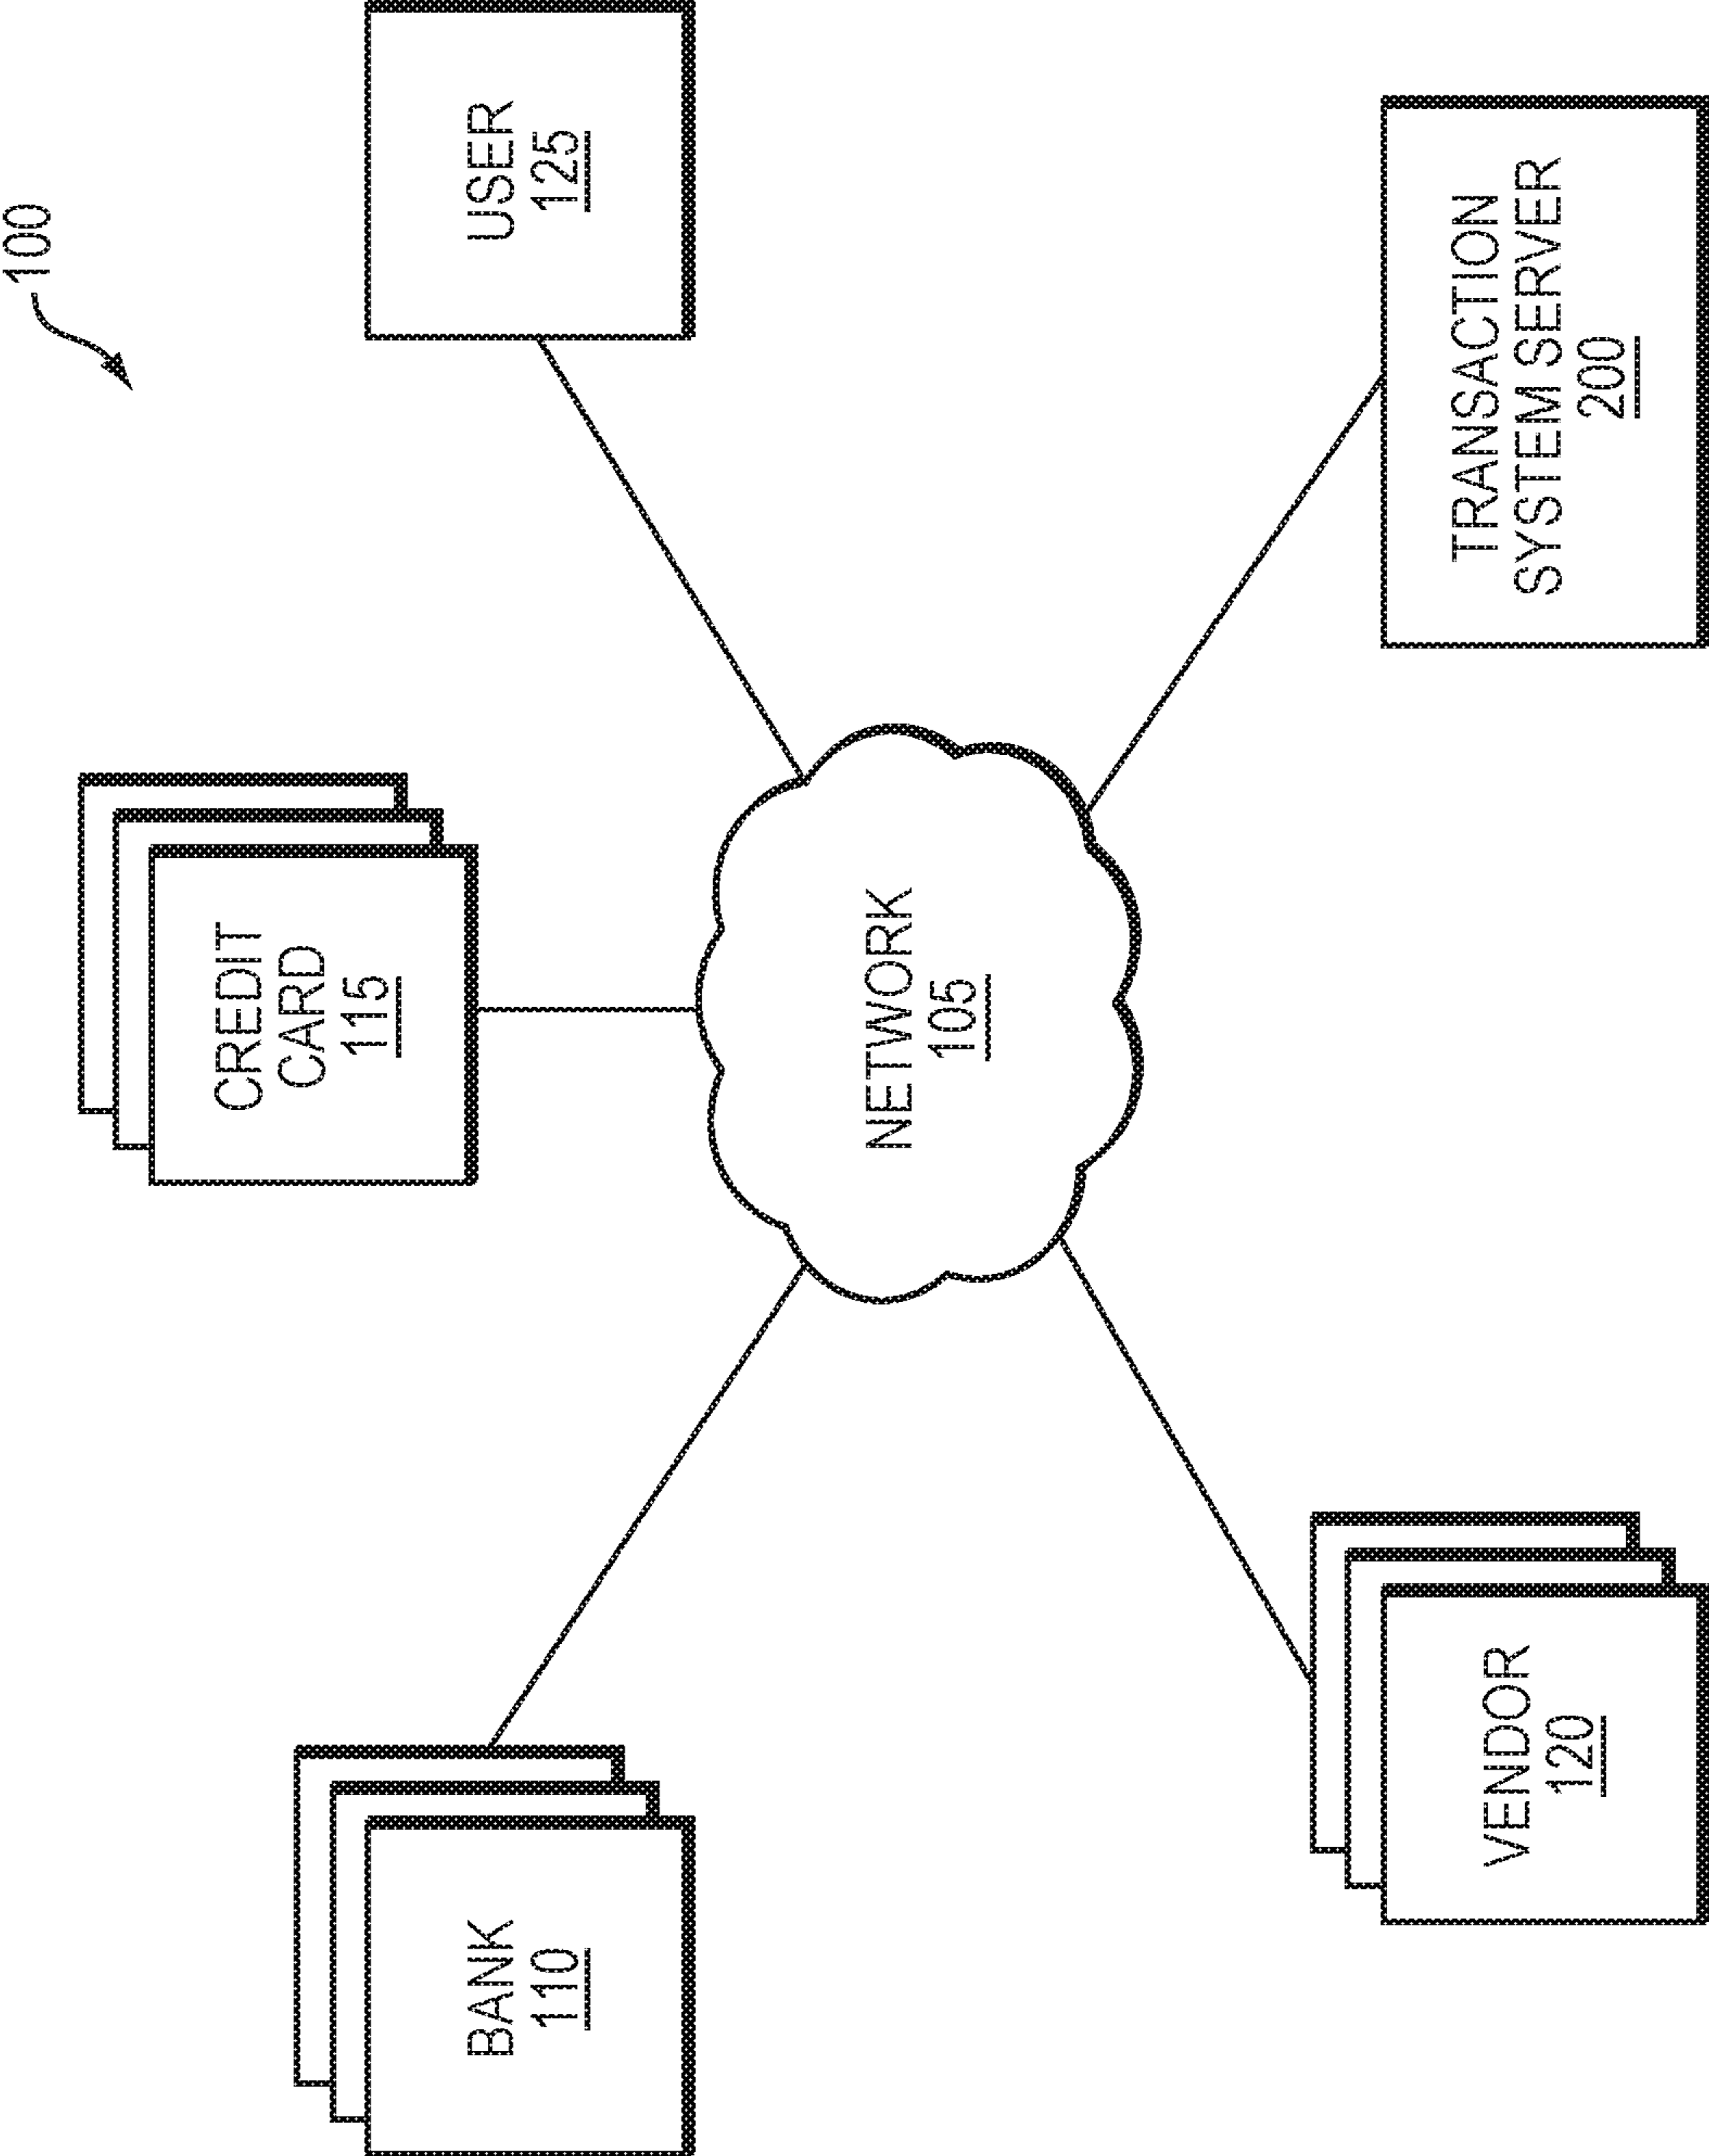 100
CREDIT
CARD
115
BANK
110
USER
125
NETWORK
105
VENDOR
120
TRANSACTION
SYSTEM SERVER
200